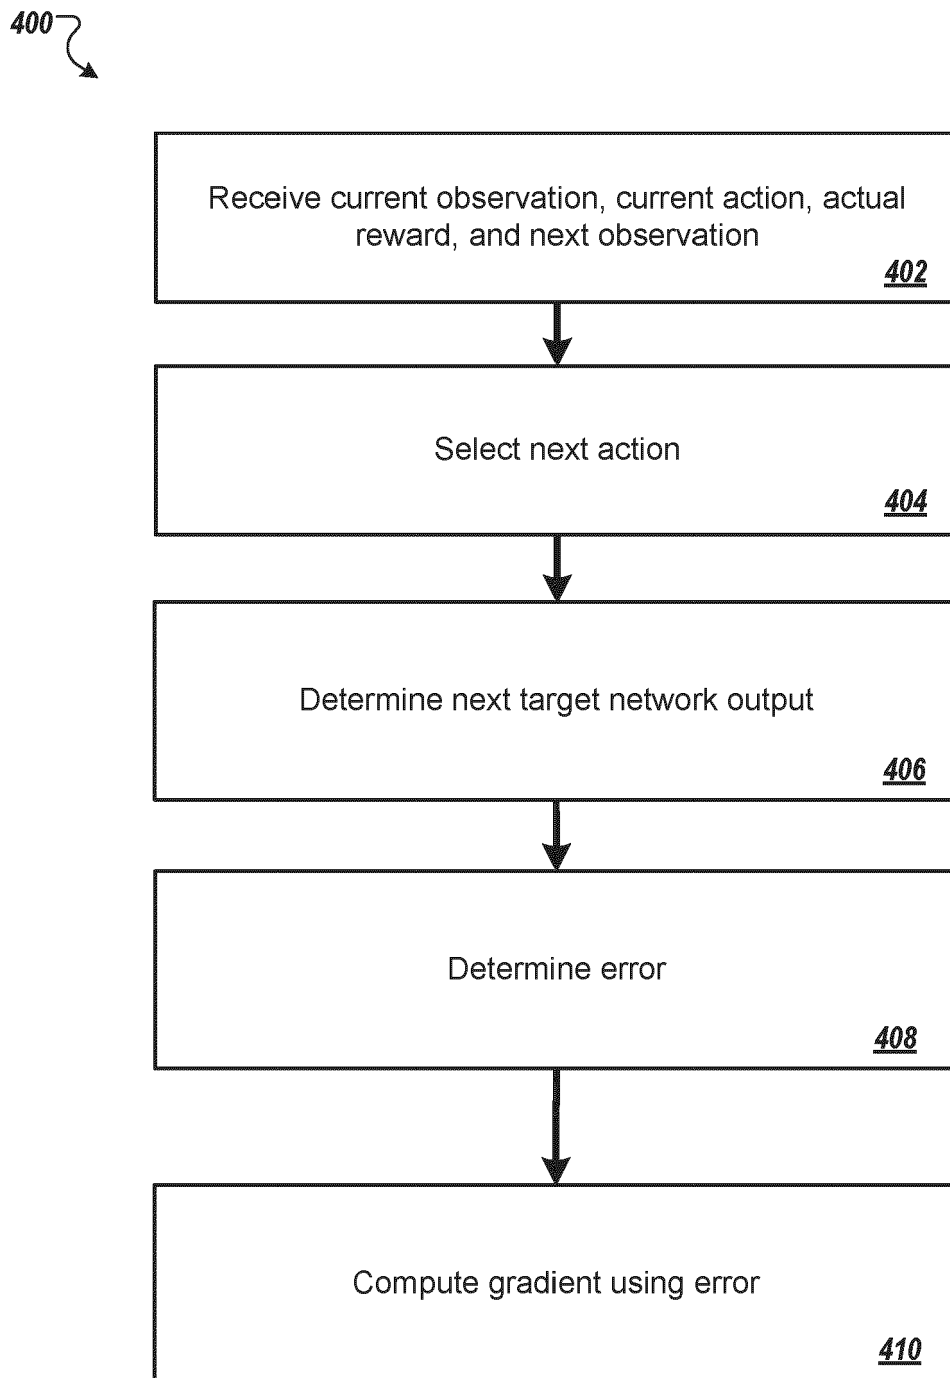 400
Receive current observation, current action, actual
reward, and next observation
402
Select next action
404
Determine next target network output
406
Determine error
408
Compute gradient using error
410